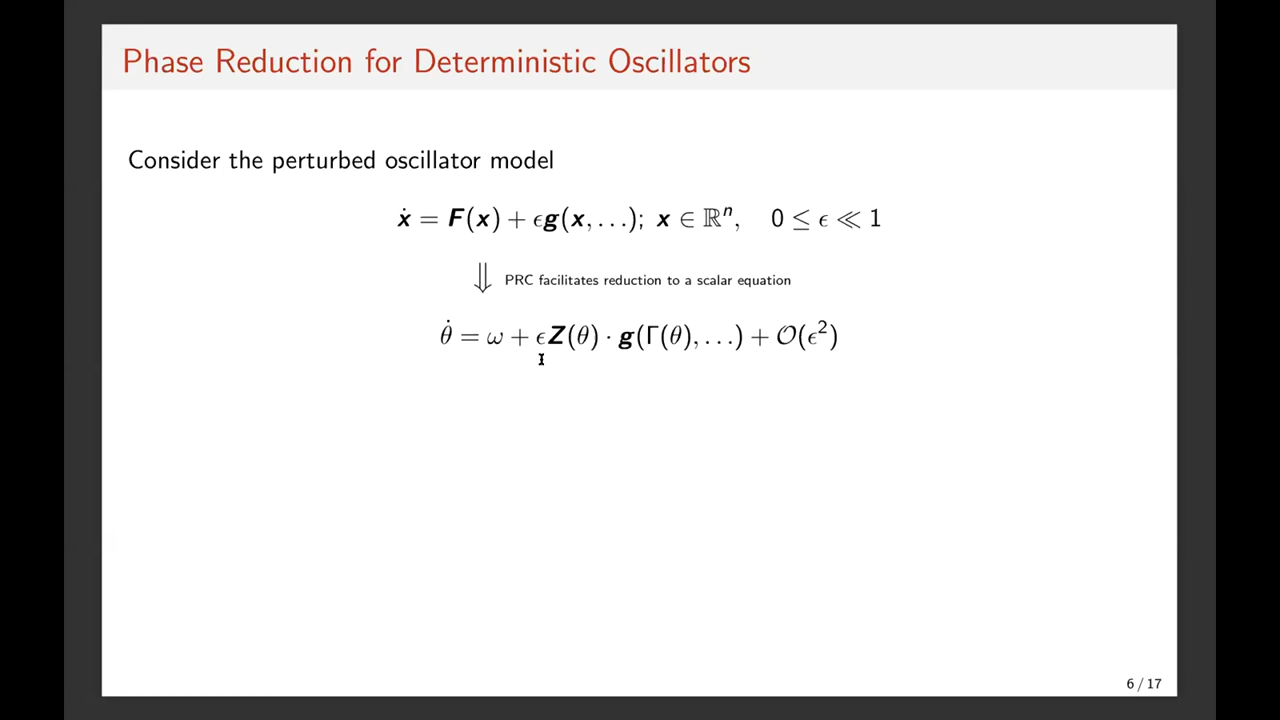 Phase Reduction for Deterministic Oscillators
Consider the perturbed oscillator model
ẋ = F(x) + ϵg(x, …); x ∈ ℝⁿ, 0 ≤ ϵ ≪ 1
⇓ PRC facilitates reduction to a scalar equation
θ̇ = ω + ϵZ(θ) · g(Γ(θ), …) + 𝒪(ϵ²)
6 / 17